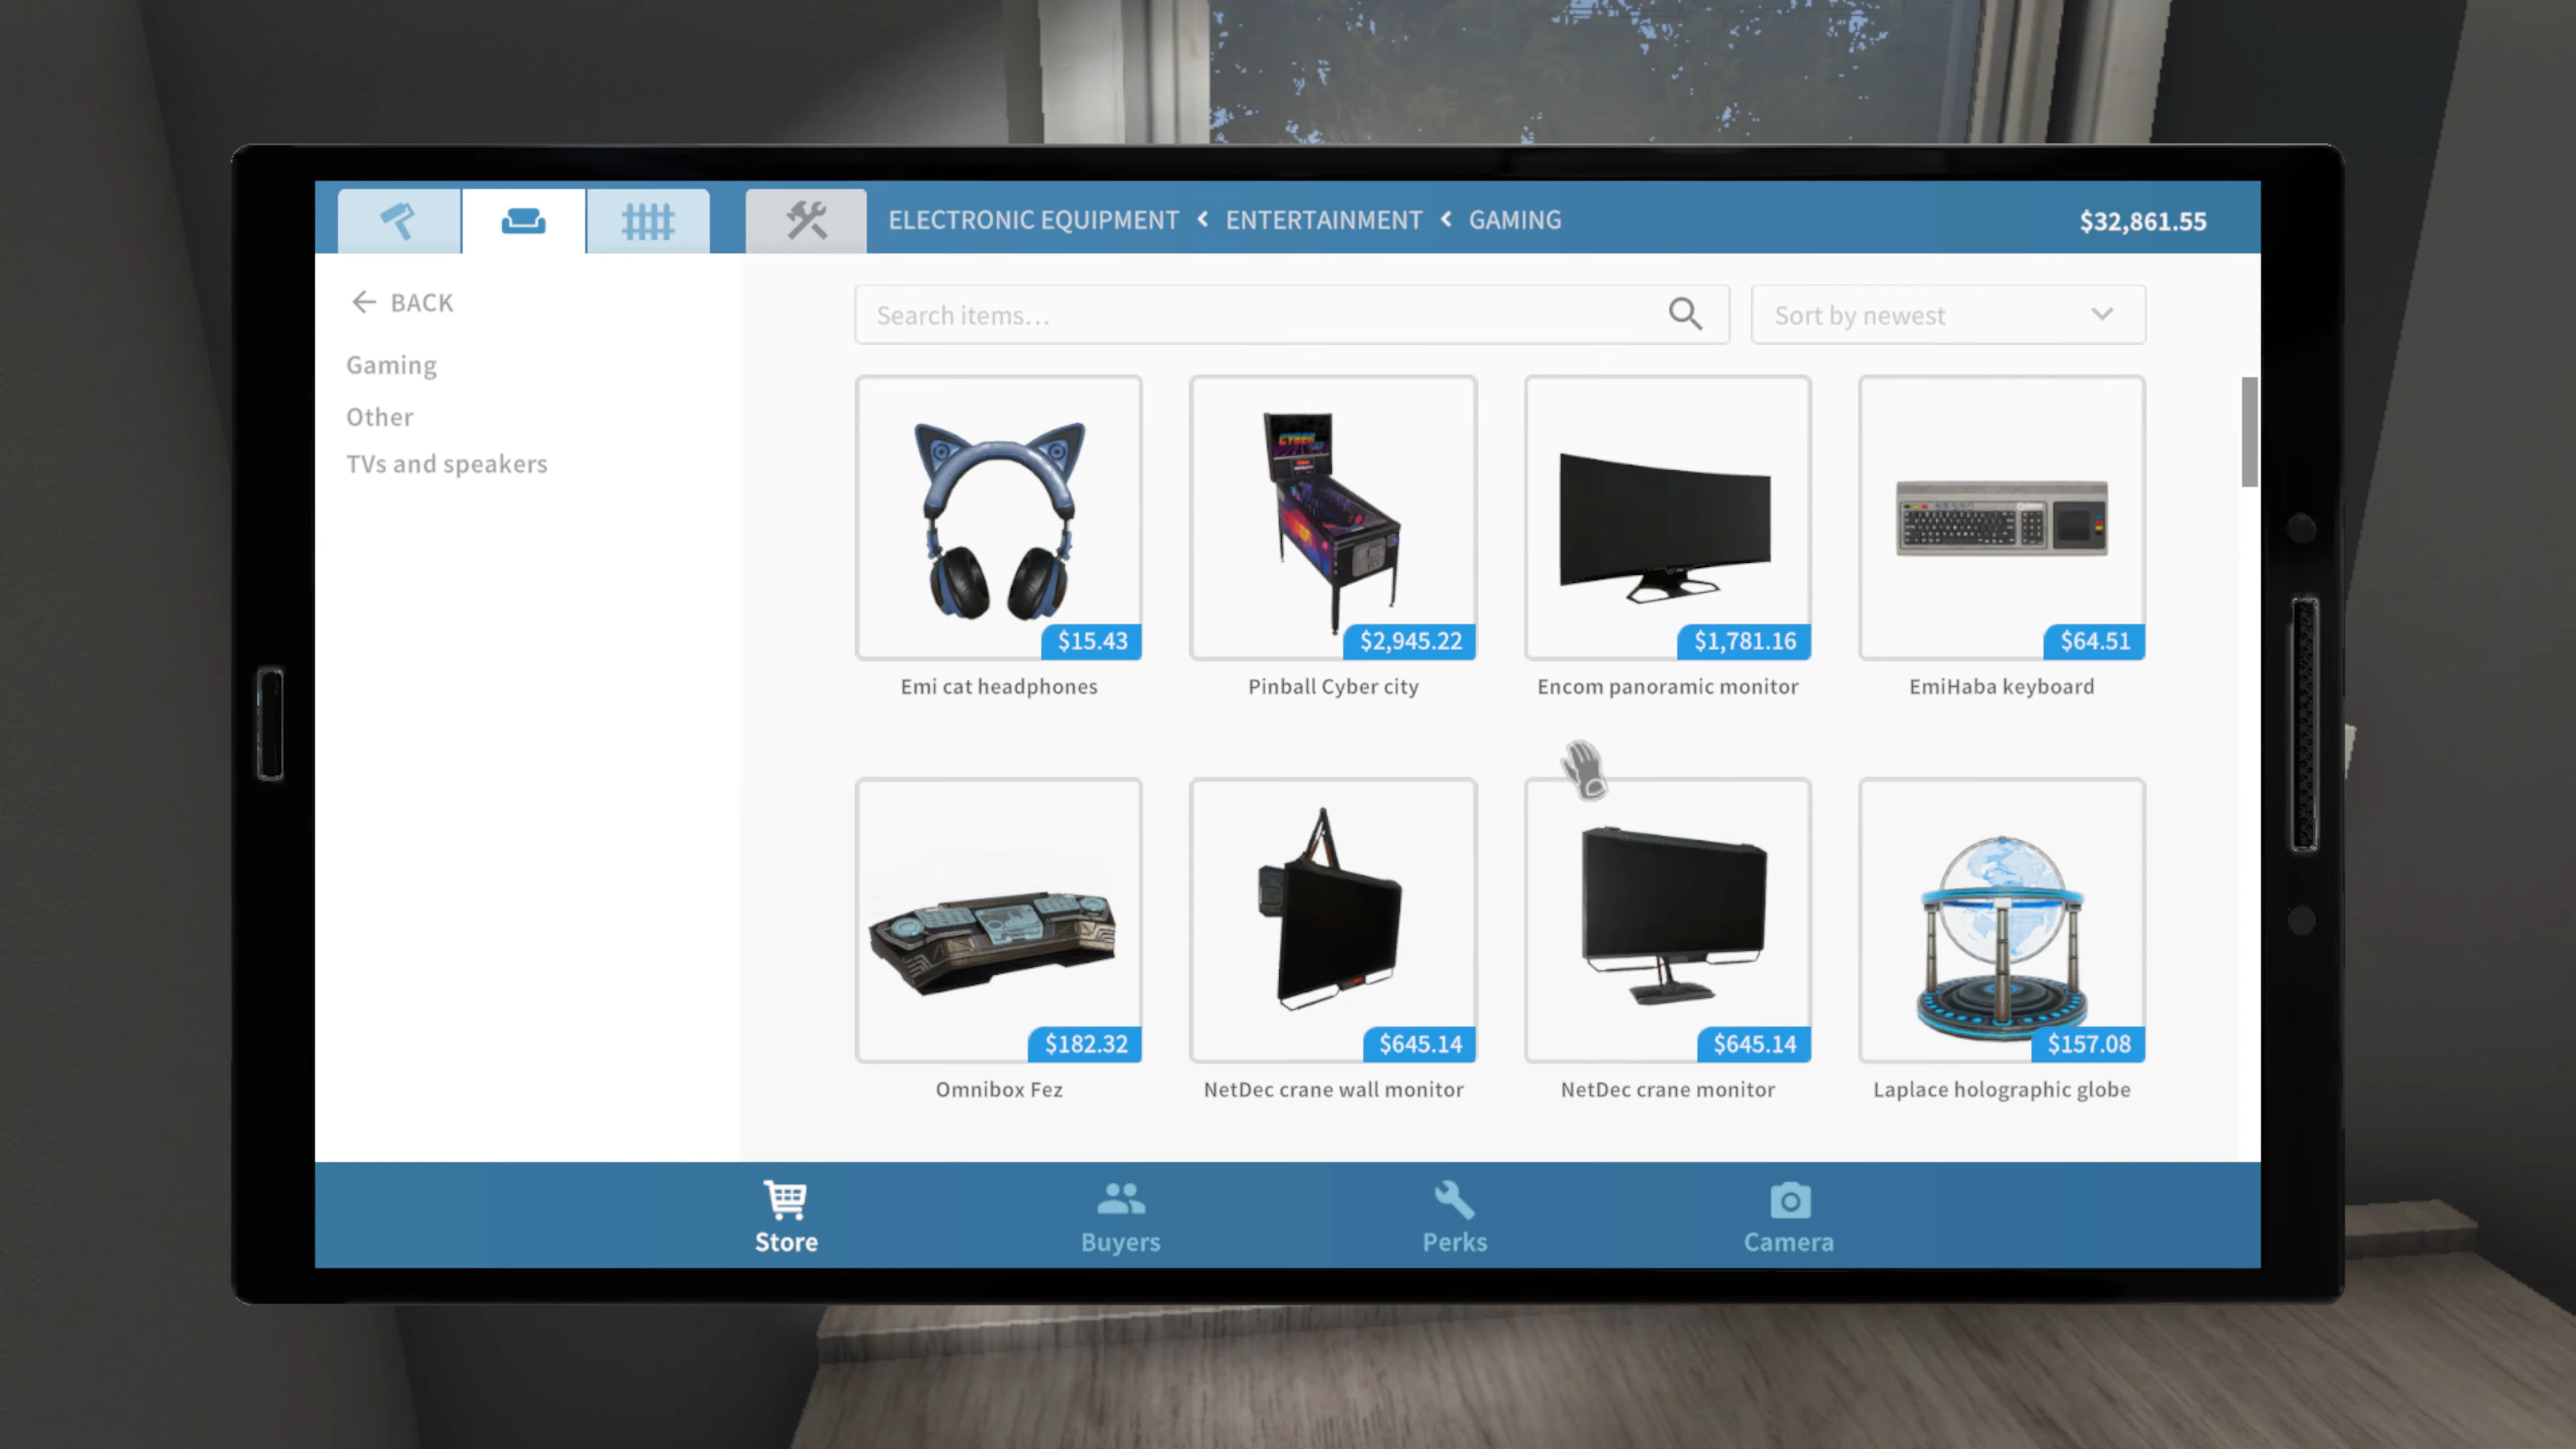 ELECTRONIC EQUIPMENT < ENTERTAINMENT < GAMING
$32,861.55
BACK
Gaming
Other
TVs and speakers
Search items...
Sort by newest
$15.43
$2,945.22
$1,781.16
$64.51
Emi cat headphones
Pinball Cyber city
Encom panoramic monitor
EmiHaba keyboard
$182.32
$645.14
$645.14
$157.08
Omnibox Fez
NetDec crane wall monitor
NetDec crane monitor
Laplace holographic globe
Store
Buyers
Perks
Camera